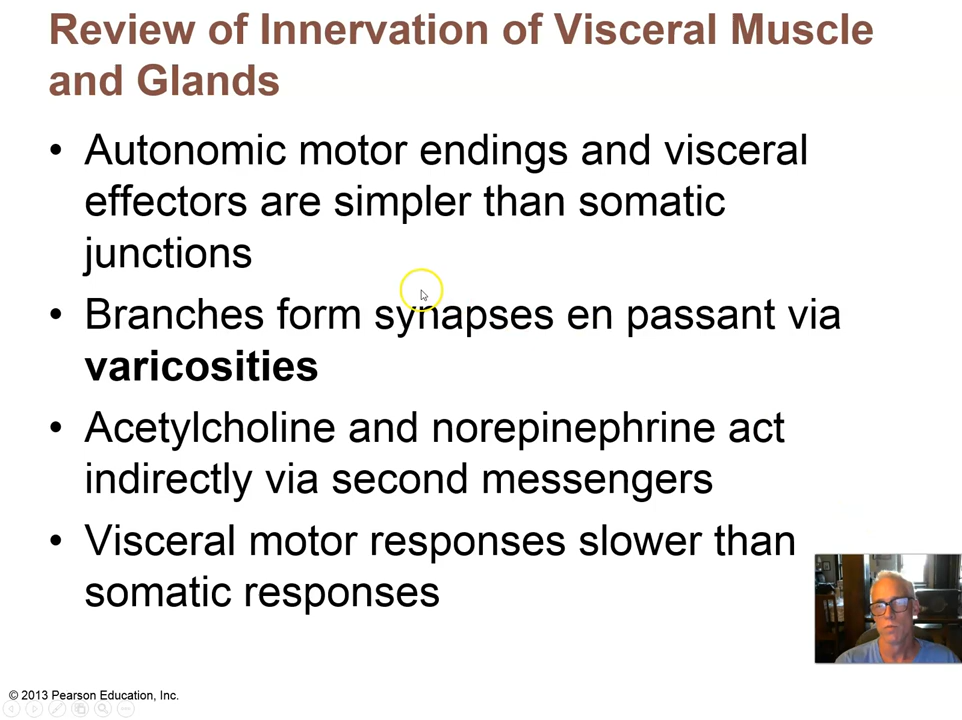 Review of Innervation of Visceral Muscle
and Glands
• Autonomic motor endings and visceral
effectors are simpler than somatic
junctions
• Branches form synapses en passant via
varicosities
• Acetylcholine and norepinephrine act
indirectly via second messengers
• Visceral motor responses slower than
somatic responses
© 2013 Pearson Education, Inc.